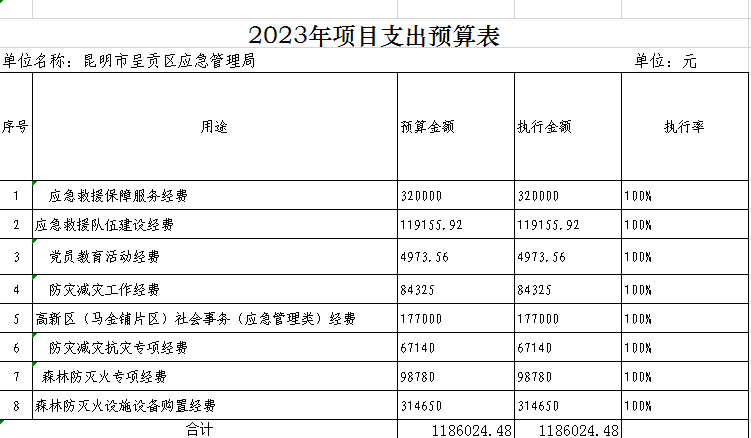 2023年项目支出预算表
单位名称：昆明市呈贡区应急管理局 单位：元
序号 用途 预算金额 执行金额 执行率
1 应急救援保障服务经费 320000 320000 100%
2 应急救援队伍建设经费 119155.92 119155.92 100%
3 党员教育活动经费 4973.56 4973.56 100%
4 防灾减灾工作经费 84325 84325 100%
5 高新区（马金铺片区）社会事务（应急管理类）经费 177000 177000 100%
6 防灾减灾抗灾专项经费 67140 67140 100%
7 森林防灭火专项经费 98780 98780 100%
8 森林防灭火设施设备购置经费 314650 314650 100%
合计 1186024.48 1186024.48